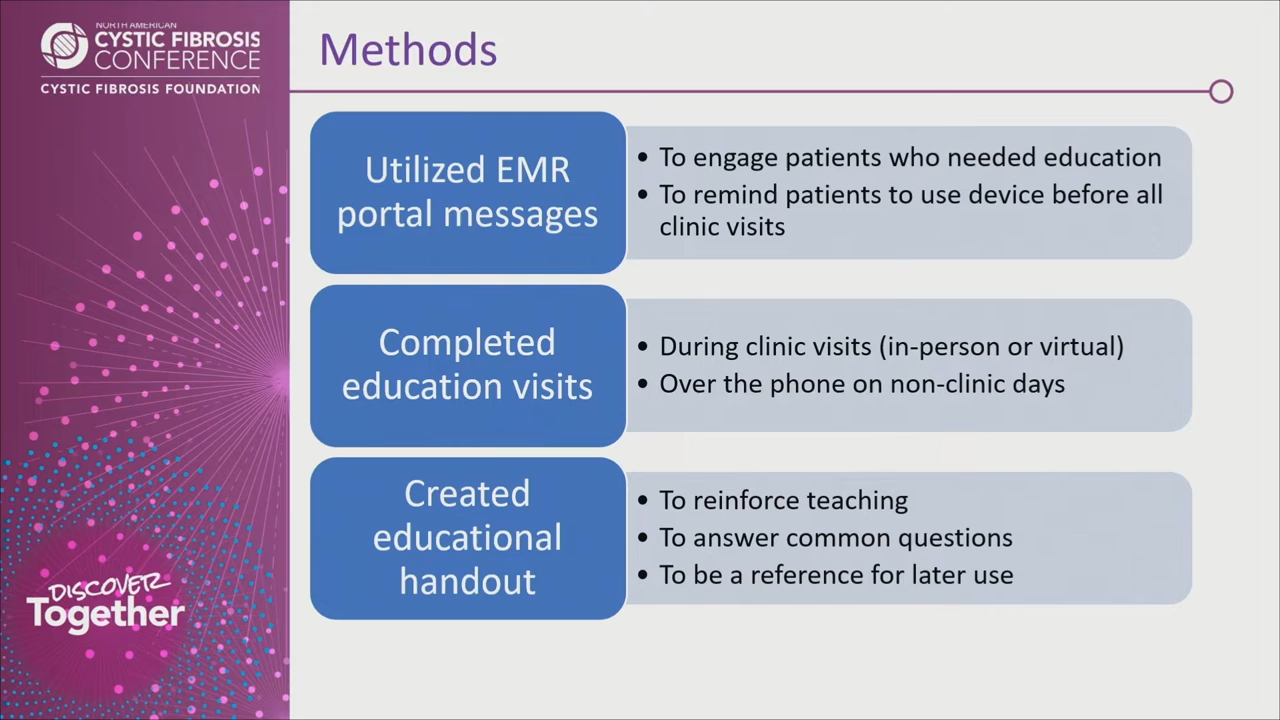 NORTH AMERICAN
CYSTIC FIBROSIS
CONFERENCE
CYSTIC FIBROSIS FOUNDATION
Methods
Utilized EMR
portal messages
• To engage patients who needed education
• To remind patients to use device before all
clinic visits
Completed
education visits
• During clinic visits (in-person or virtual)
• Over the phone on non-clinic days
Created
educational
handout
• To reinforce teaching
• To answer common questions
• To be a reference for later use
DISCOVER
Together